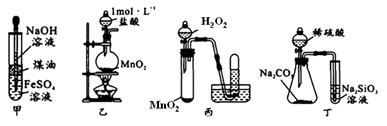 NaOH
溶液
煤油
FeSO₄
溶液
甲
1mol·L⁻¹
盐酸
MnO₂
乙
H₂O₂
MnO₂
丙
稀硫酸
Na₂CO₃
Na₂SiO₃
溶液
丁